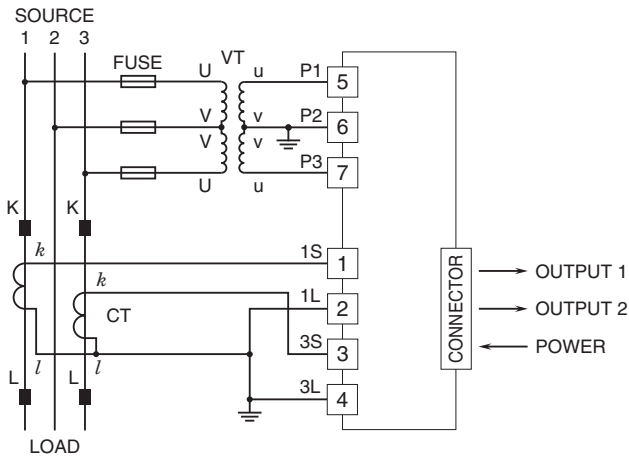 SOURCE
1 2 3
FUSE
VT
U u P1 5
V v P2 6
V v
U u P3 7
K K
k 1S 1
k 1L 2
CT
3S 3
l l
L L 3L 4
LOAD
CONNECTOR
OUTPUT 1
OUTPUT 2
POWER